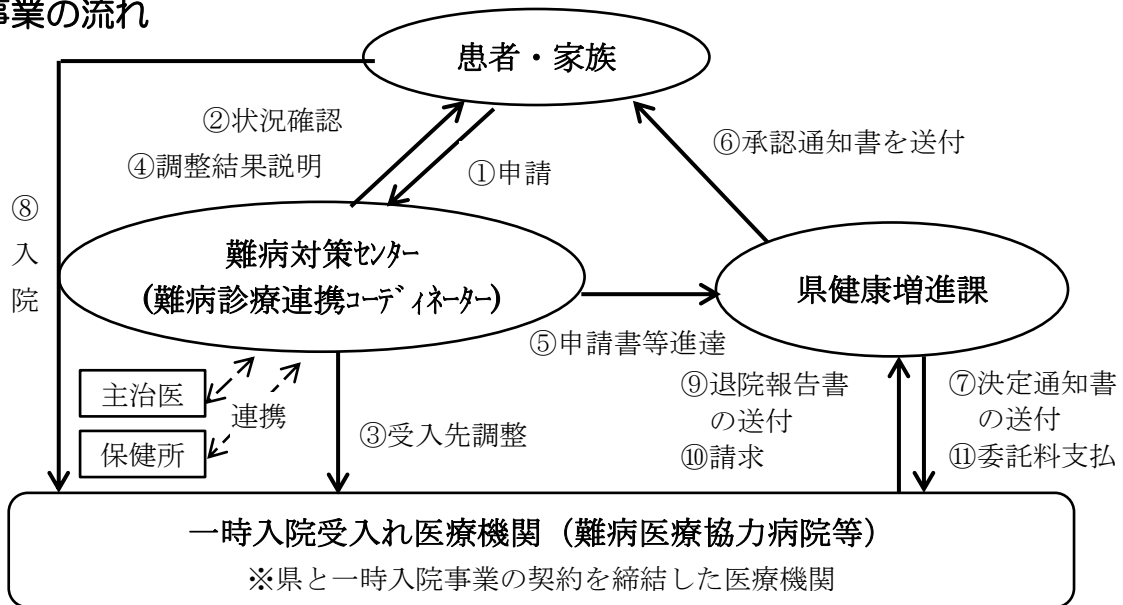 事業の流れ
患者・家族
②状況確認
④調整結果説明
①申請
⑥承認通知書を送付
⑧入院
難病対策ｾﾝﾀｰ
(難病診療連携ｺｰﾃﾞｨﾈｰﾀｰ)
県健康増進課
⑤申請書等進達
主治医
保健所
連携
③受入先調整
⑨退院報告書
の送付
⑩請求
⑦決定通知書
の送付
⑪委託料支払
一時入院受入れ医療機関（難病医療協力病院等）
※県と一時入院事業の契約を締結した医療機関